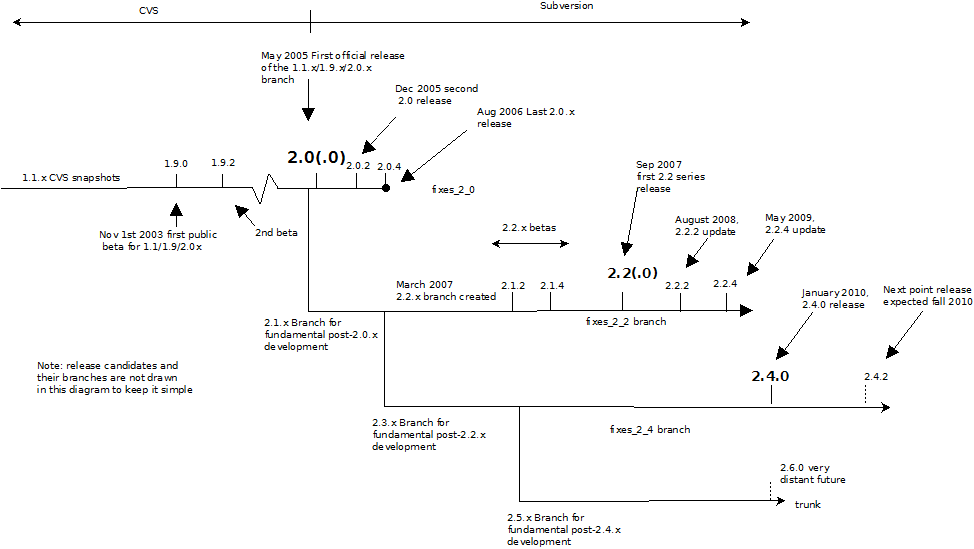 CVS
Subversion
May 2005 First official release
of the 1.1.x/1.9.x/2.0.x
branch
Dec 2005 second
2.0 release
Aug 2006 Last 2.0.x
release
1.1.x CVS snapshots
1.9.0
1.9.2
2.0(.0)
2.0.2
2.0.4
fixes_2_0
Nov 1st 2003 first public
beta for 1.1/1.9/2.0x
2nd beta
Sep 2007
first 2.2 series
release
2.2.x betas
August 2008,
2.2.2 update
May 2009,
2.2.4 update
March 2007
2.2.x branch created
2.1.2
2.1.4
2.2(.0)
2.2.2
2.2.4
January 2010,
2.4.0 release
Next point release
expected fall 2010
2.1.x Branch for
fundamental post-2.0.x
development
fixes_2_2 branch
Note: release candidates and
their branches are not drawn
in this diagram to keep it simple
2.4.0
2.4.2
2.3.x Branch for
fundamental post-2.2.x
development
fixes_2_4 branch
2.6.0 very
distant future
trunk
2.5.x Branch for
fundamental post-2.4.x
development